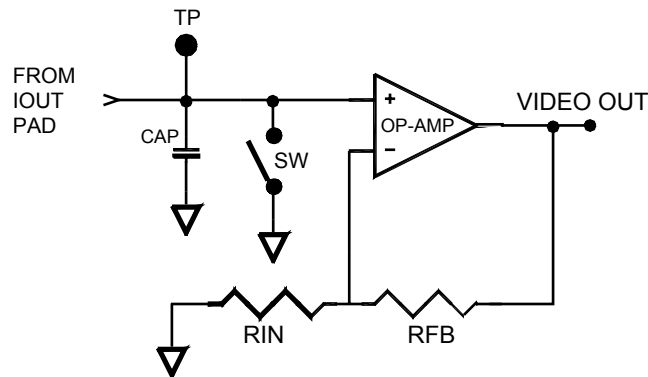 TP
FROM
IOUT
PAD
CAP
SW
+
OP-AMP
−
VIDEO OUT
RIN
RFB